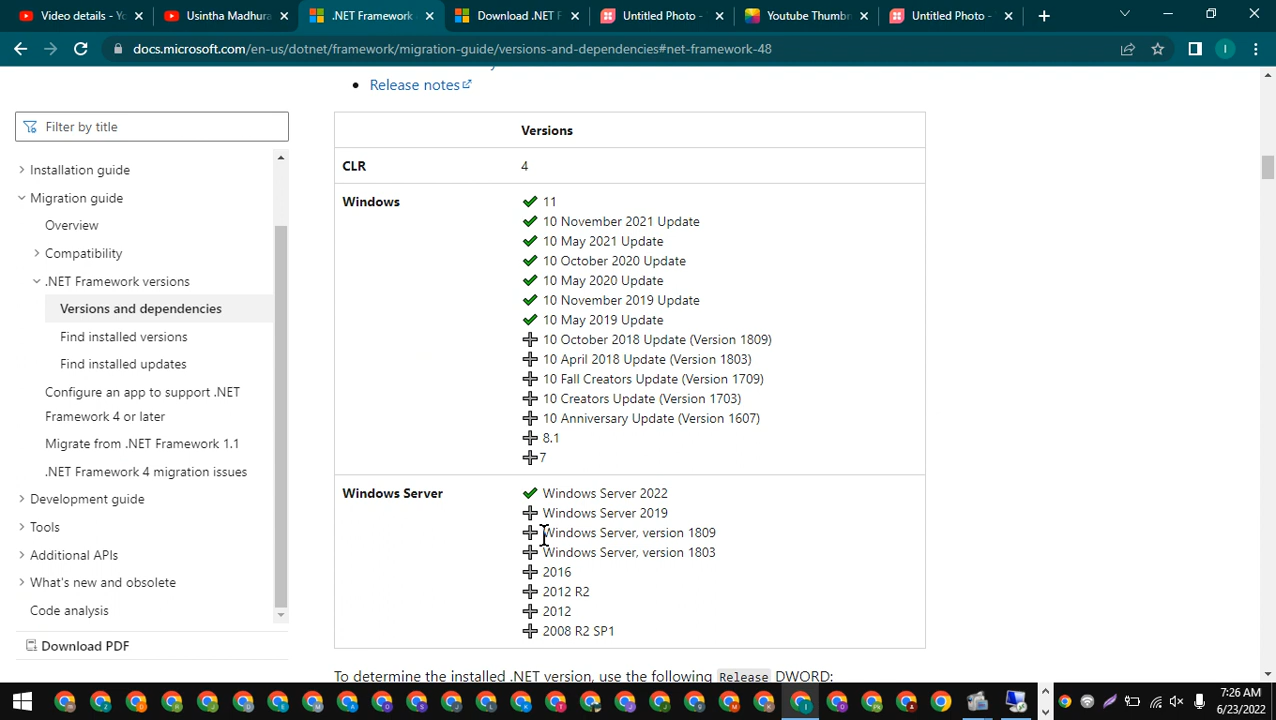 Video details - Yo
Usintha Madhura
.NET Framework
Download .NET F
Untitled Photo -
Youtube Thumbn
Untitled Photo -
docs.microsoft.com/en-us/dotnet/framework/migration-guide/versions-and-dependencies#net-framework-48
Release notes
Filter by title
Installation guide
Migration guide
Overview
Compatibility
.NET Framework versions
Versions and dependencies
Find installed versions
Find installed updates
Configure an app to support .NET
Framework 4 or later
Migrate from .NET Framework 1.1
.NET Framework 4 migration issues
Development guide
Tools
Additional APIs
What's new and obsolete
Code analysis
Download PDF
Versions
CLR 4
Windows 11
10 November 2021 Update
10 May 2021 Update
10 October 2020 Update
10 May 2020 Update
10 November 2019 Update
10 May 2019 Update
10 October 2018 Update (Version 1809)
10 April 2018 Update (Version 1803)
10 Fall Creators Update (Version 1709)
10 Creators Update (Version 1703)
10 Anniversary Update (Version 1607)
8.1
7
Windows Server Windows Server 2022
Windows Server 2019
Windows Server, version 1809
Windows Server, version 1803
2016
2012 R2
2012
2008 R2 SP1
To determine the installed .NET version, use the following Release DWORD:
7:26 AM
6/23/2022